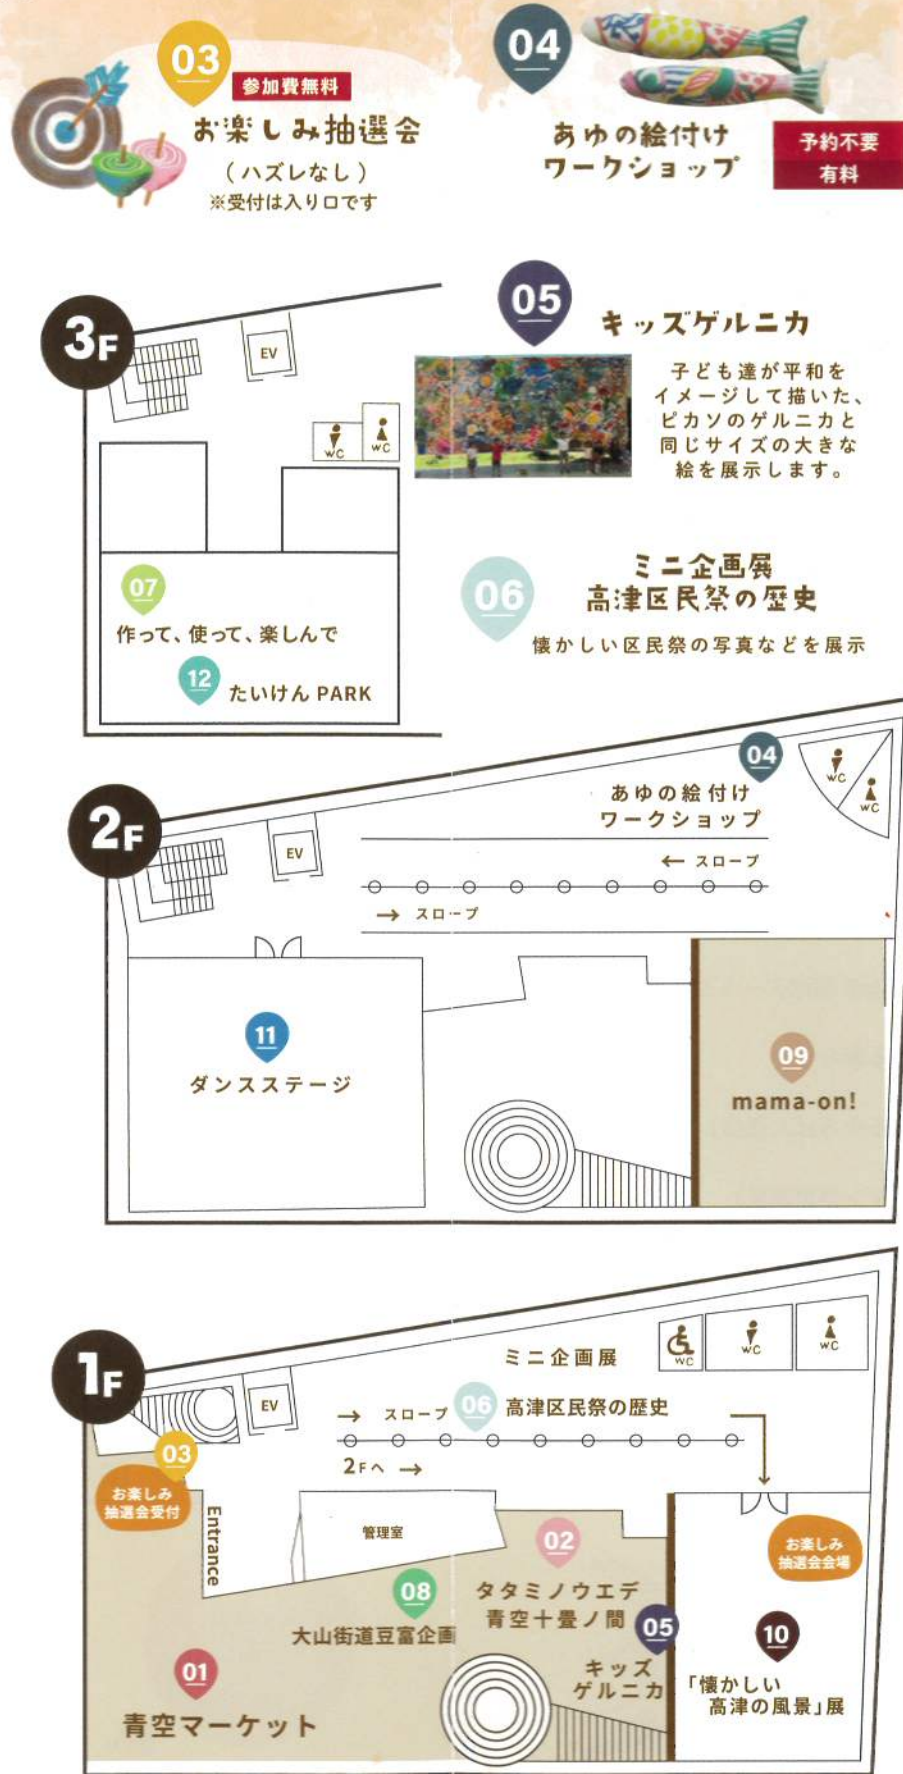 03
参加費無料
お楽しみ抽選会
(ハズレなし)
※受付は入り口です
04
あゆの絵付け
ワークショップ
予約不要
有料
05
キッズゲルニカ
子ども達が平和を
イメージして描いた、
ピカソのゲルニカと
同じサイズの大きな
絵を展示します。
06
ミニ企画展
高津区民祭の歴史
懐かしい区民祭の写真などを展示
3F
EV
WC
WC
07
作って、使って、楽しんで
12
たいけん PARK
2F
EV
04
あゆの絵付け
ワークショップ
WC
WC
← スロープ
→ スロープ
11
ダンスステージ
09
mama-on!
1F
EV
ミニ企画展
WC
WC
WC
→ スロープ
06
高津区民祭の歴史
2Fへ →
03
お楽しみ
抽選会受付
Entrance
管理室
02
タタミノウエデ
青空十畳ノ間
お楽しみ
抽選会会場
08
大山街道豆富企画
05
キッズ
ゲルニカ
10
「懐かしい
高津の風景」展
01
青空マーケット